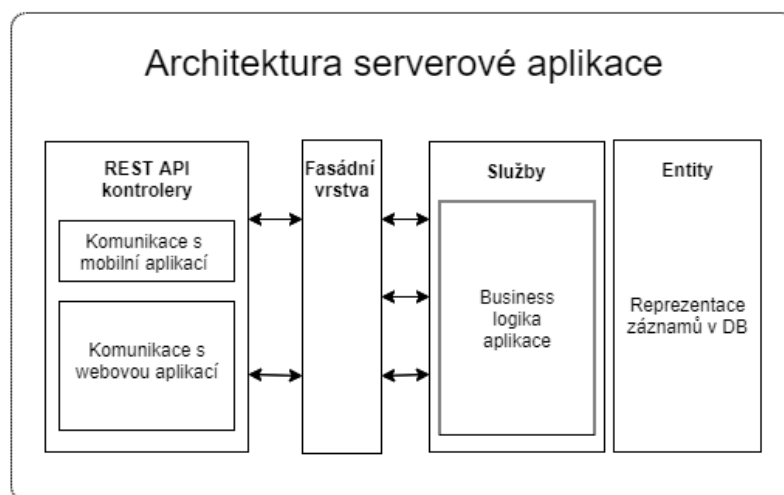 Architektura serverové aplikace
REST API
kontrolery
Komunikace s
mobilní aplikací
Komunikace s
webovou aplikací
Fasádní
vrstva
Služby
Business
logika
aplikace
Entity
Reprezentace
záznamů v DB